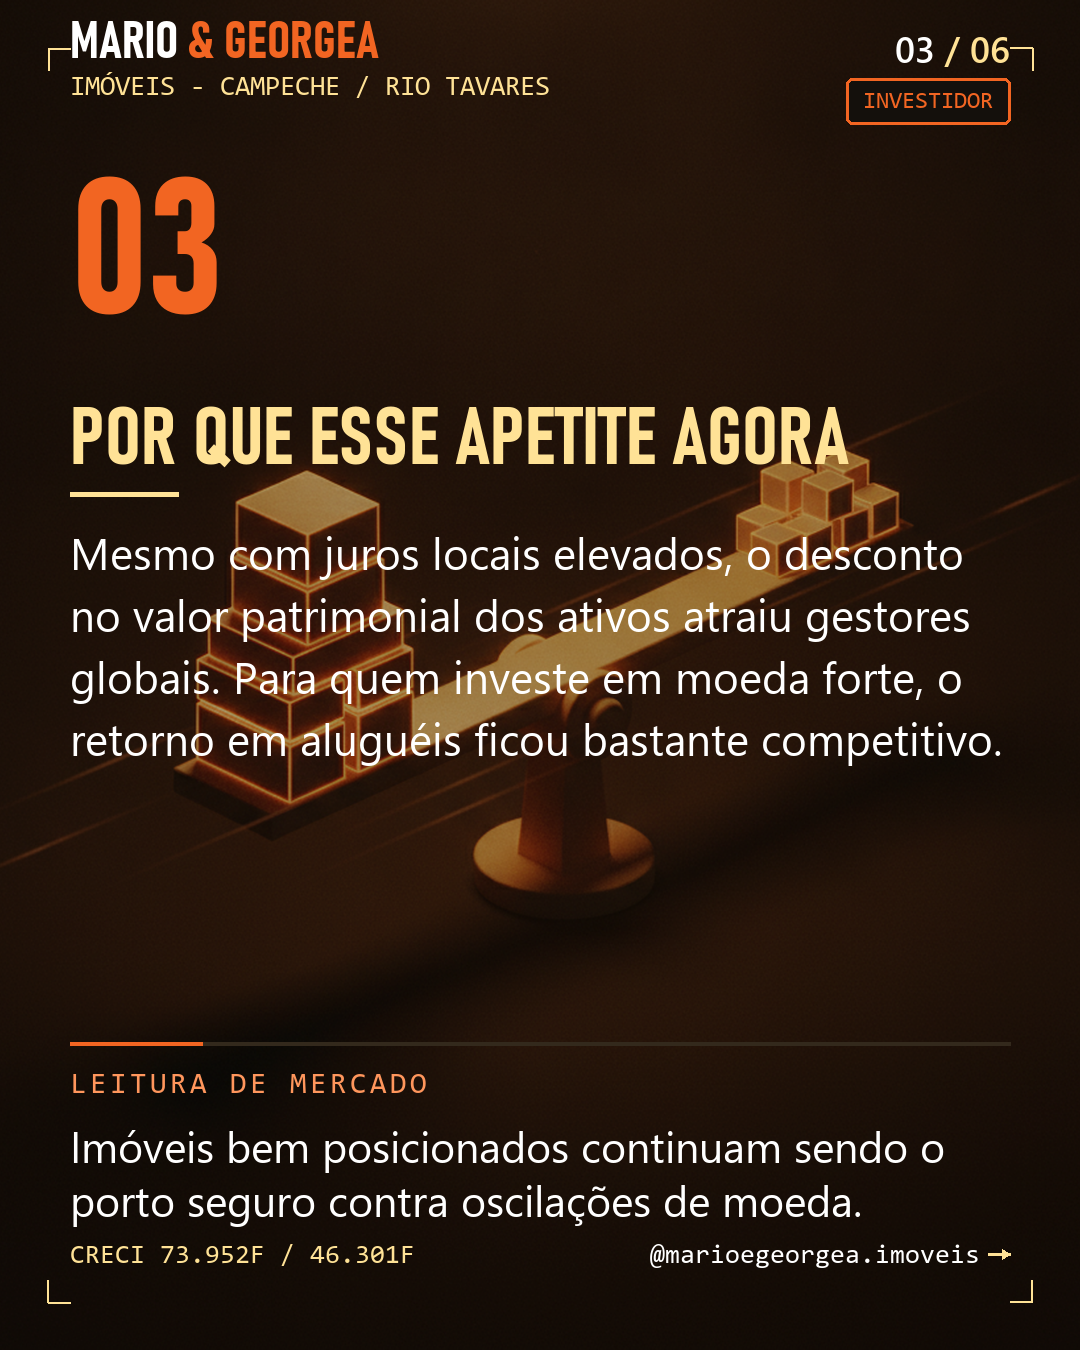 MARIO & GEORGEA
IMÓVEIS - CAMPECHE / RIO TAVARES
03 / 06
INVESTIDOR
03
POR QUE ESSE APETITE AGORA
Mesmo com juros locais elevados, o desconto
no valor patrimonial dos ativos atraiu gestores
globais. Para quem investe em moeda forte, o
retorno em aluguéis ficou bastante competitivo.
LEITURA DE MERCADO
Imóveis bem posicionados continuam sendo o
porto seguro contra oscilações de moeda.
CRECI 73.952F / 46.301F
@marioegeorgea.imoveis →